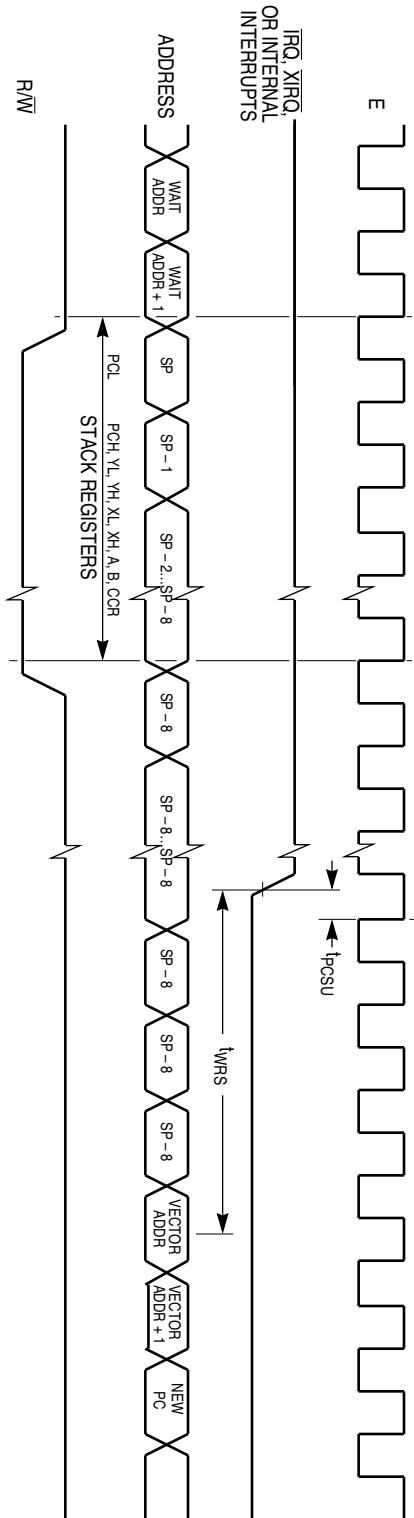 E
IRQ, XIRQ,
OR INTERNAL
INTERRUPTS
tPCSU
tWRS
ADDRESS
WAIT
ADDR
WAIT
ADDR + 1
SP
SP – 1
SP – 2...SP – 8
SP – 8
SP – 8...SP – 8
SP – 8
SP – 8
SP – 8
VECTOR
ADDR
VECTOR
ADDR + 1
NEW
PC
PCL
PCH, YL, YH, XL, XH, A, B, CCR
STACK REGISTERS
R/W